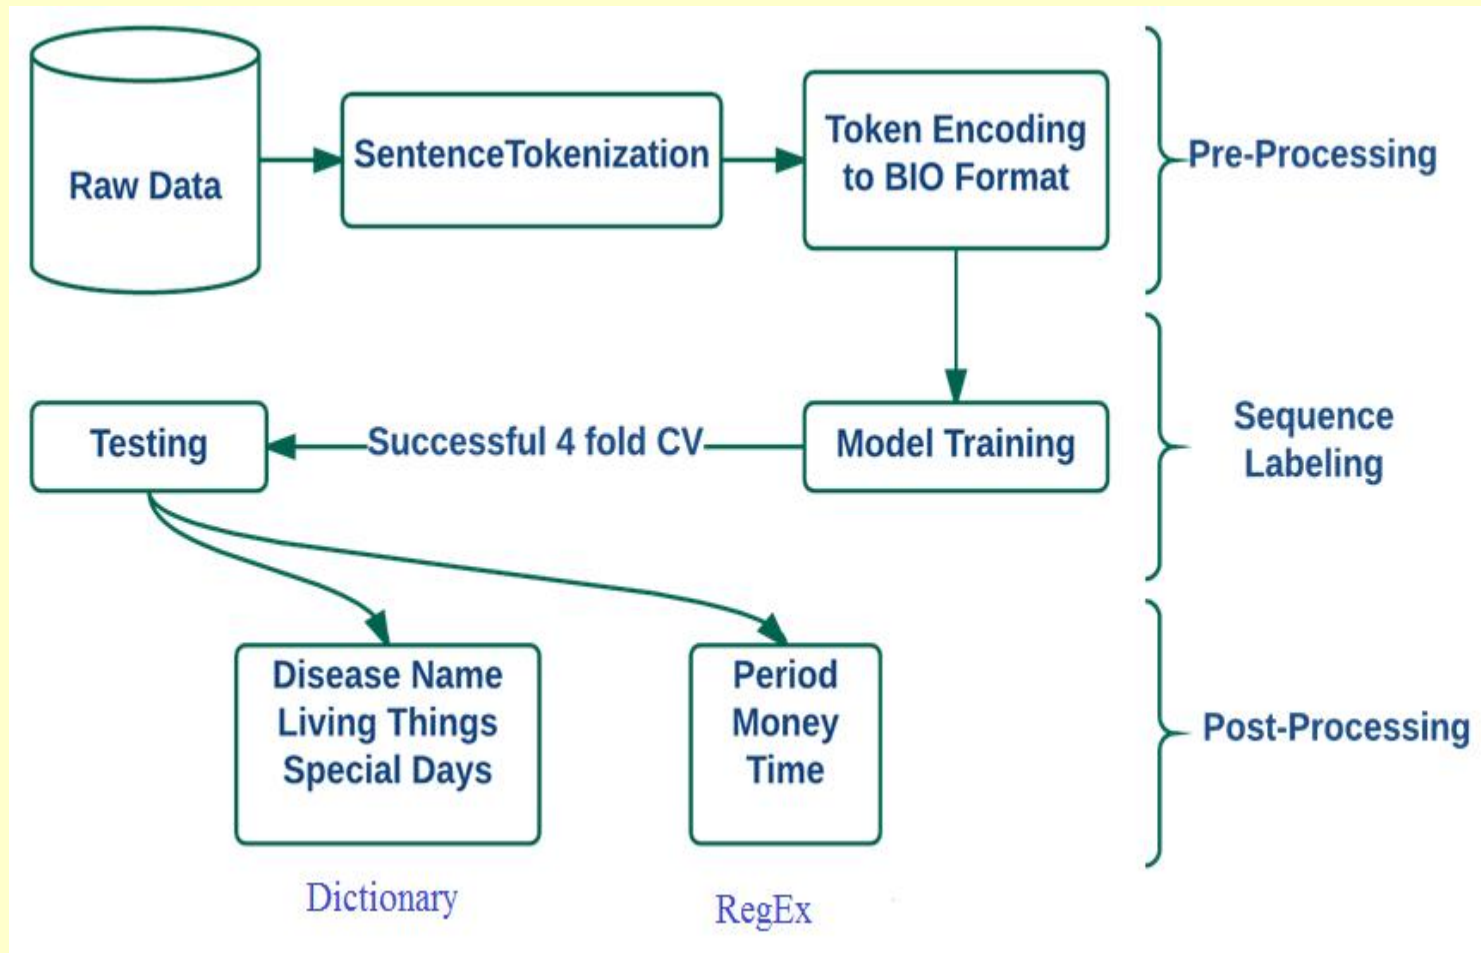 Raw Data
SentenceTokenization
Token Encoding
to BIO Format
Pre-Processing
Testing
Successful 4 fold CV
Model Training
Sequence
Labeling
Disease Name
Living Things
Special Days
Period
Money
Time
Post-Processing
Dictionary
RegEx